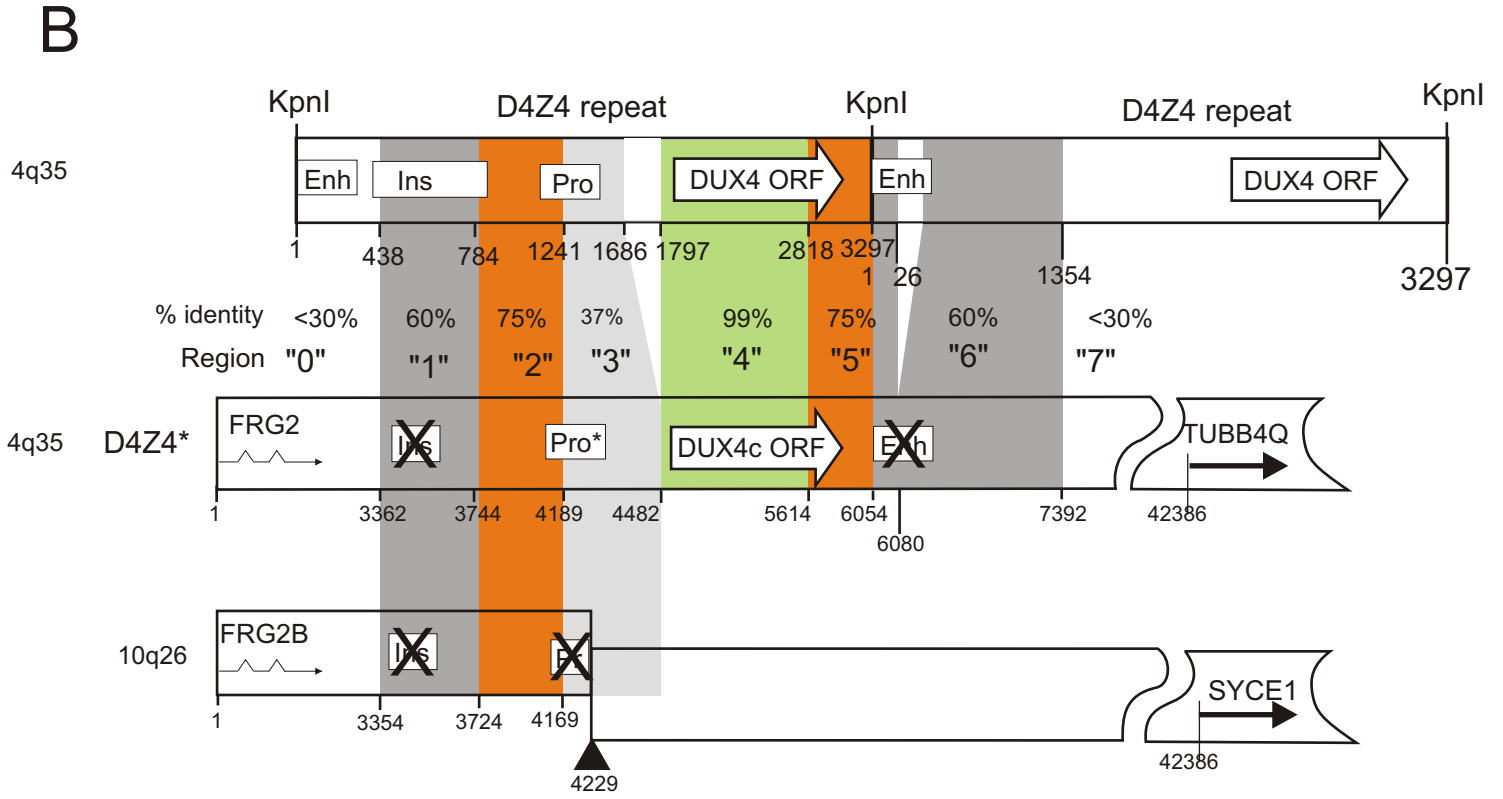 B
KpnI D4Z4 repeat KpnI D4Z4 repeat KpnI
4q35 Enh Ins Pro DUX4 ORF Enh DUX4 ORF
1 438 784 1241 1686 1797 2818 3297 1 26 1354 3297
% identity <30% 60% 75% 37% 99% 75% 60% <30%
Region "0" "1" "2" "3" "4" "5" "6" "7"
4q35 D4Z4* FRG2 Ins Pro* DUX4c ORF Enh TUBB4Q
1 3362 3744 4189 4482 5614 6054 6080 7392 42386
10q26 FRG2B Ins Pr SYCE1
1 3354 3724 4169 4229 42386